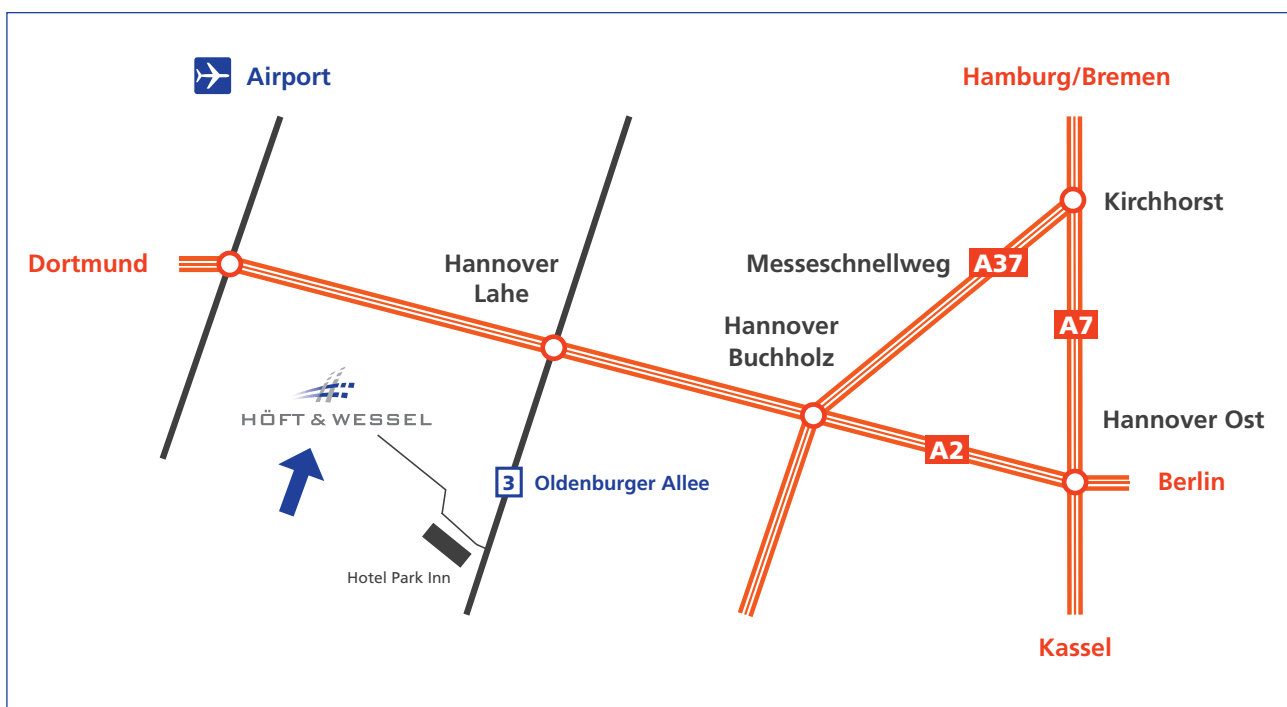 Airport
Hamburg/Bremen
Kirchhorst
Dortmund
Hannover
Lahe
Messeschnellweg
A37
Hannover
Buchholz
A7
HÖFT & WESSEL
Hannover Ost
A2
3
Oldenburger Allee
Berlin
Hotel Park Inn
Kassel